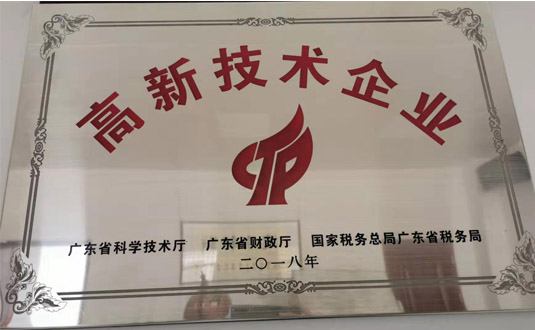 高新技术企业
广东省科学技术厅 广东省财政厅 国家税务总局广东省税务局
二〇一八年